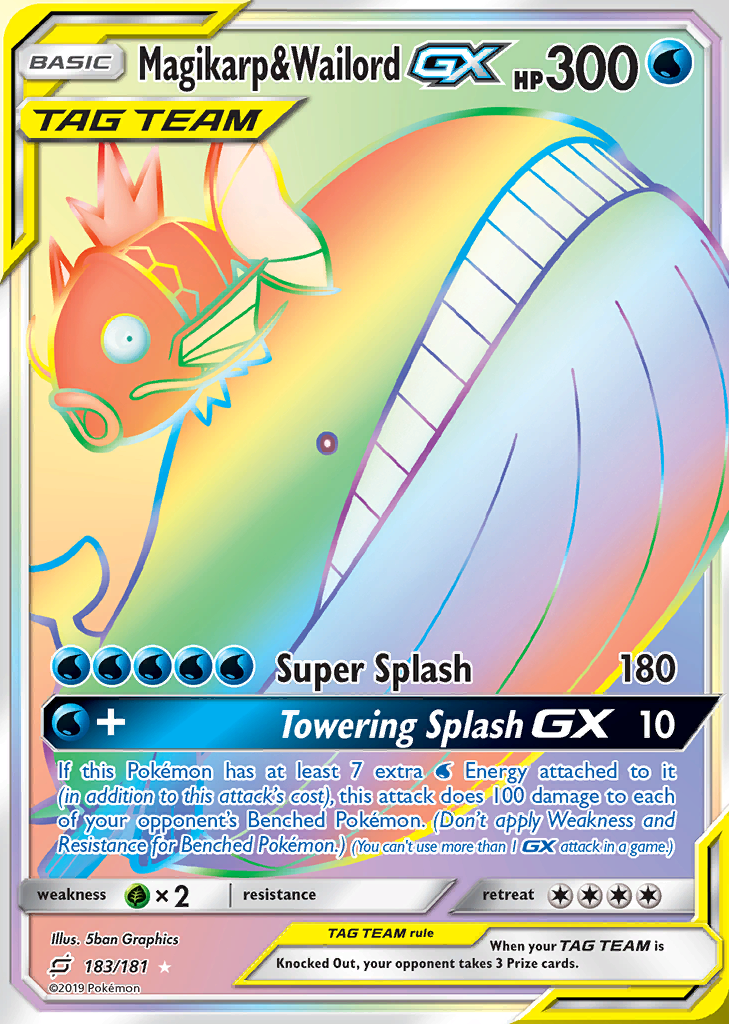 BASIC Magikarp&Wailord GX HP300
TAG TEAM
Super Splash 180
+ Towering Splash GX 10
If this Pokémon has at least 7 extra Energy attached to it
(in addition to this attack's cost), this attack does 100 damage to each
of your opponent's Benched Pokémon. (Don't apply Weakness and
Resistance for Benched Pokémon.) (You can't use more than 1 GX attack in a game.)
weakness ×2 resistance retreat
Illus. 5ban Graphics
183/181
©2019 Pokémon
TAG TEAM rule
When your TAG TEAM is
Knocked Out, your opponent takes 3 Prize cards.